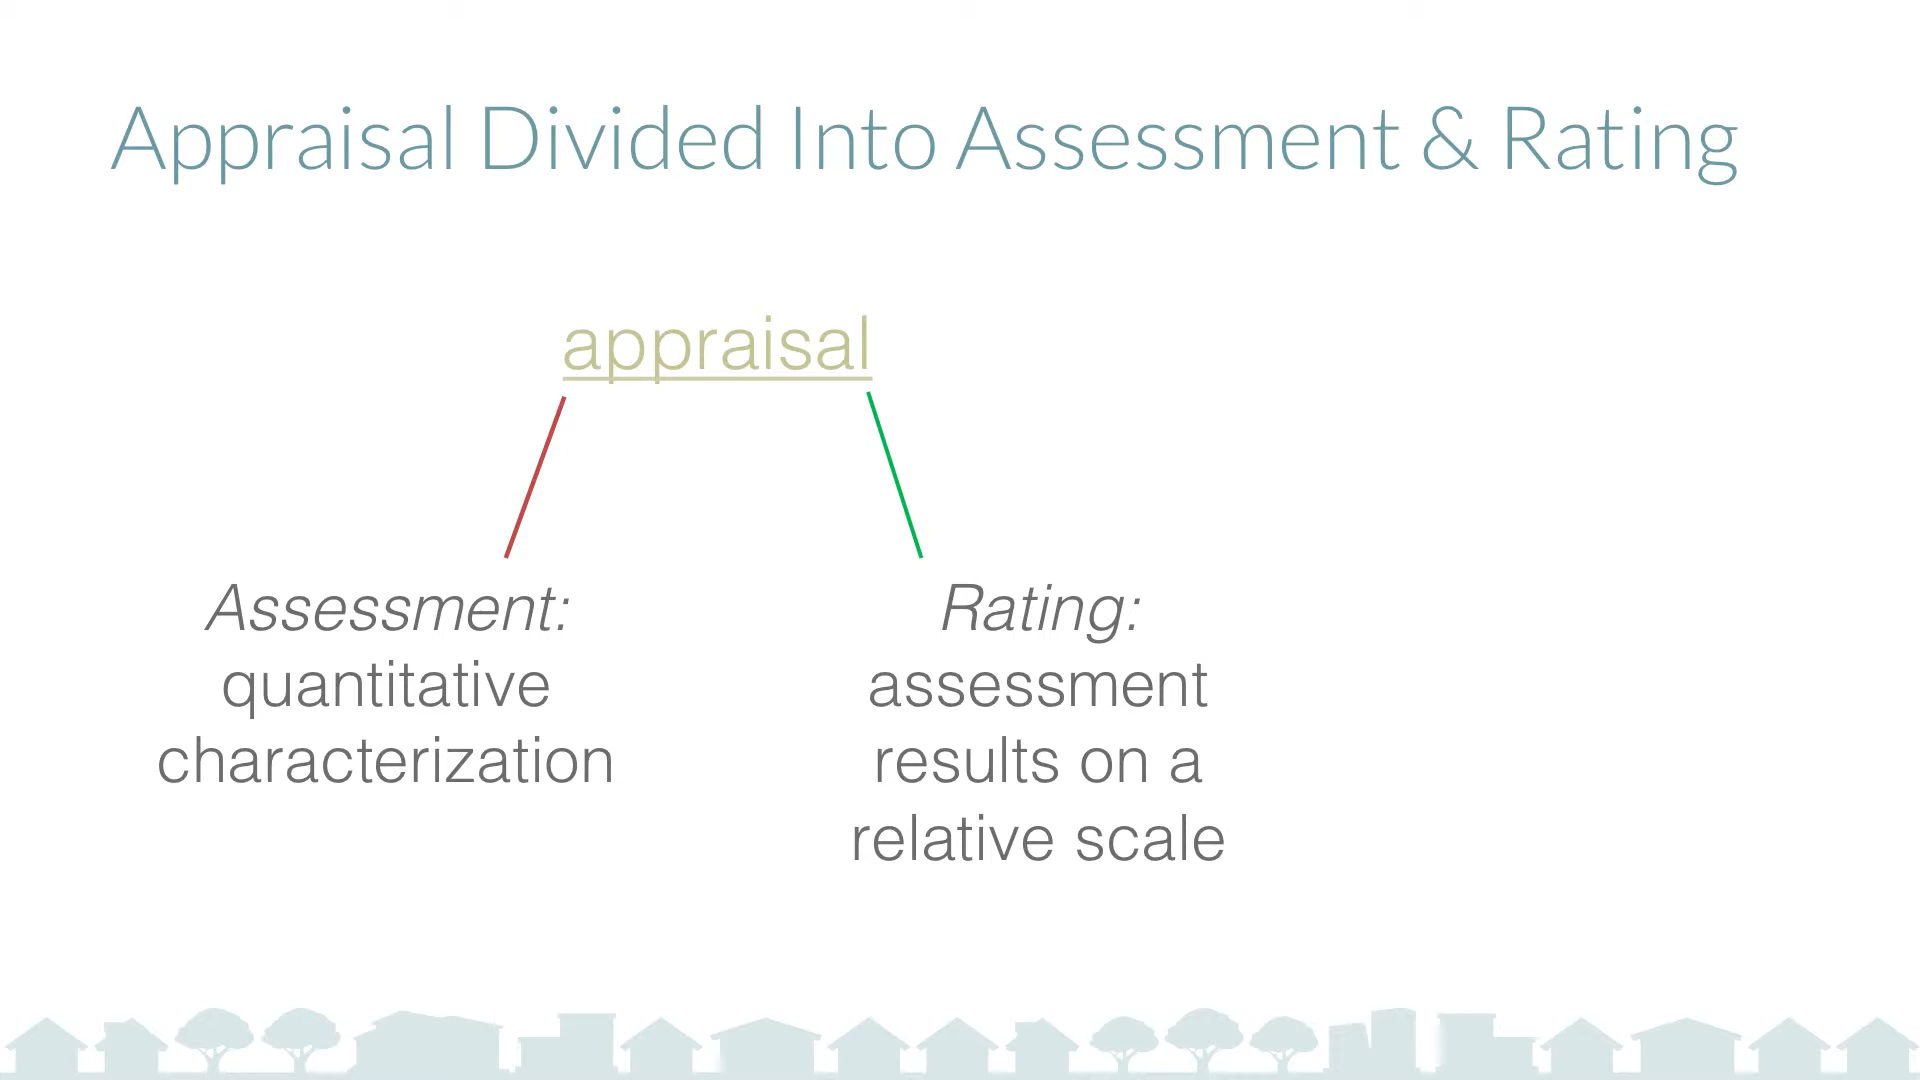 Appraisal Divided Into Assessment & Rating
appraisal
Assessment:
quantitative
characterization
Rating:
assessment
results on a
relative scale